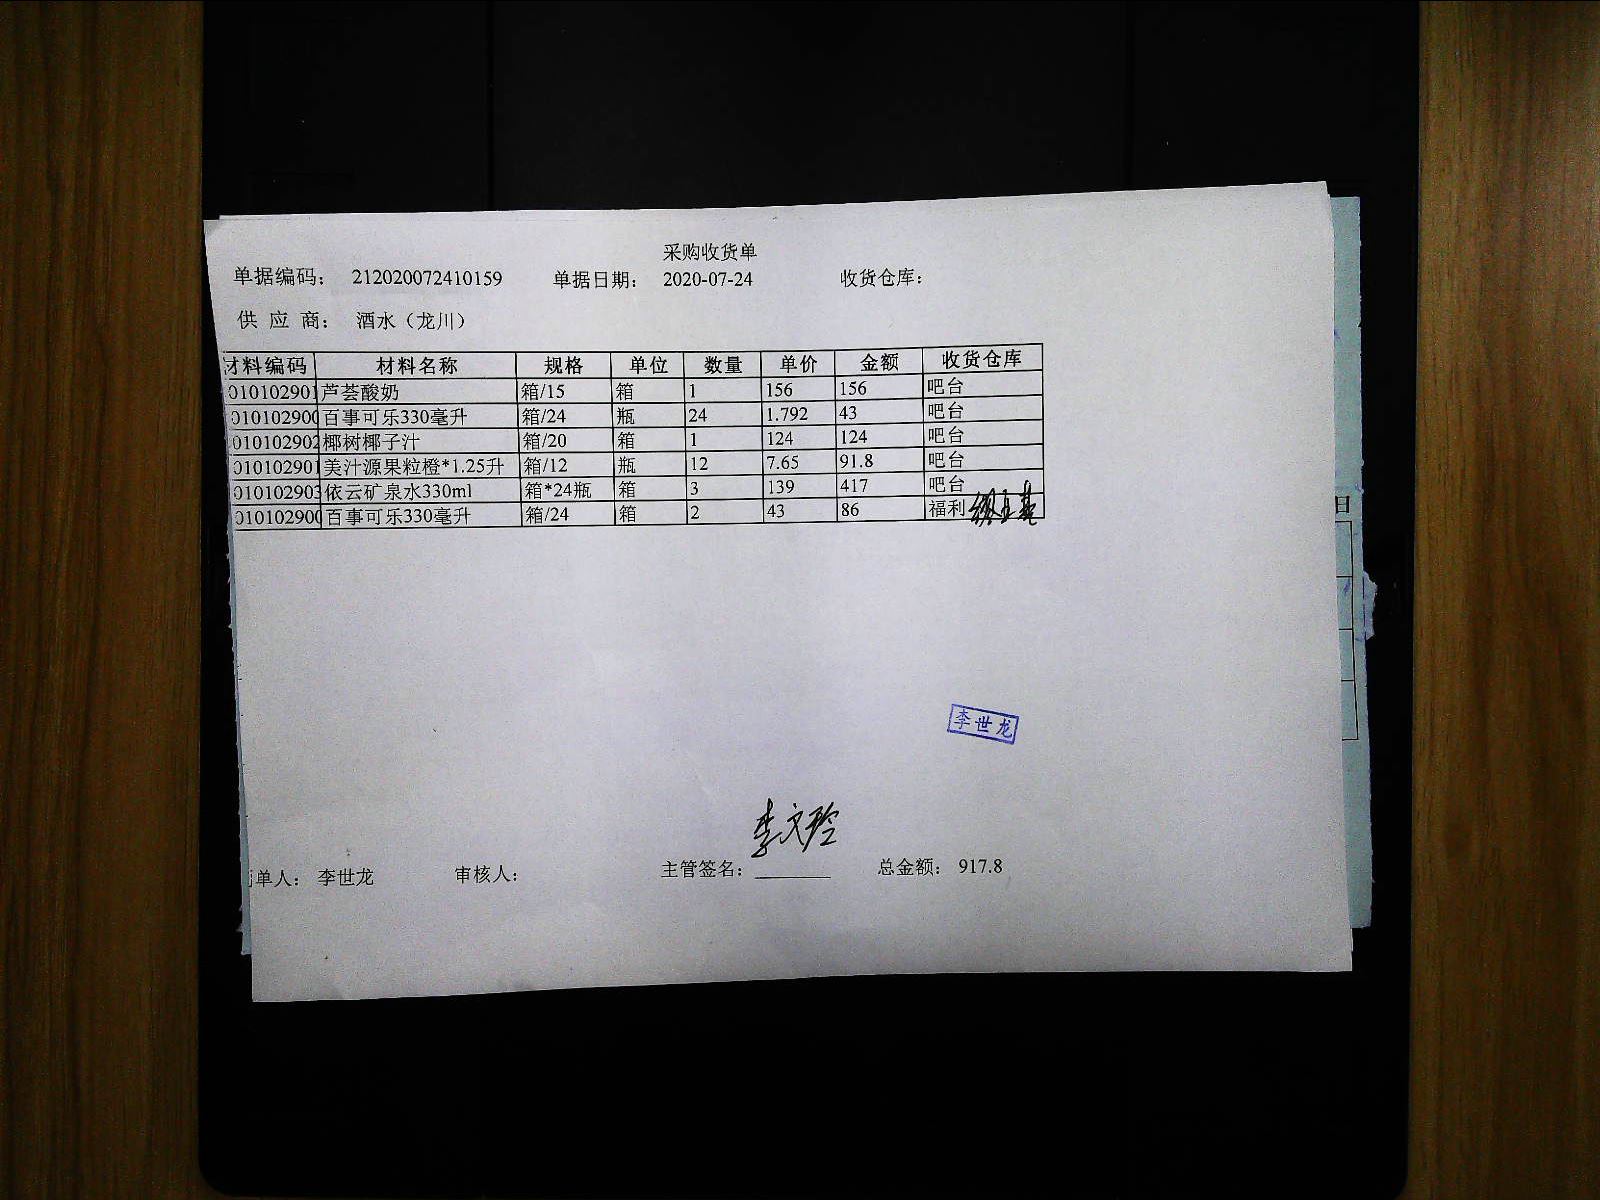 采购收货单
单据编码： 212020072410159 单据日期： 2020-07-24 收货仓库：
供 应 商： 酒水（龙川）
材料编码 材料名称 规格 单位 数量 单价 金额 收货仓库
010102901 芦荟酸奶 箱/15 箱 1 156 156 吧台
010102900 百事可乐330毫升 箱/24 瓶 24 1.792 43 吧台
010102902 椰树椰子汁 箱/20 箱 1 124 124 吧台
010102901 美汁源果粒橙*1.25升 箱/12 瓶 12 7.65 91.8 吧台
010102903 依云矿泉水330ml 箱*24瓶 箱 3 139 417 吧台
010102900 百事可乐330毫升 箱/24 箱 2 43 86 福利
日
李世龙
李文玲
单人： 李世龙 审核人： 主管签名： 总金额： 917.8